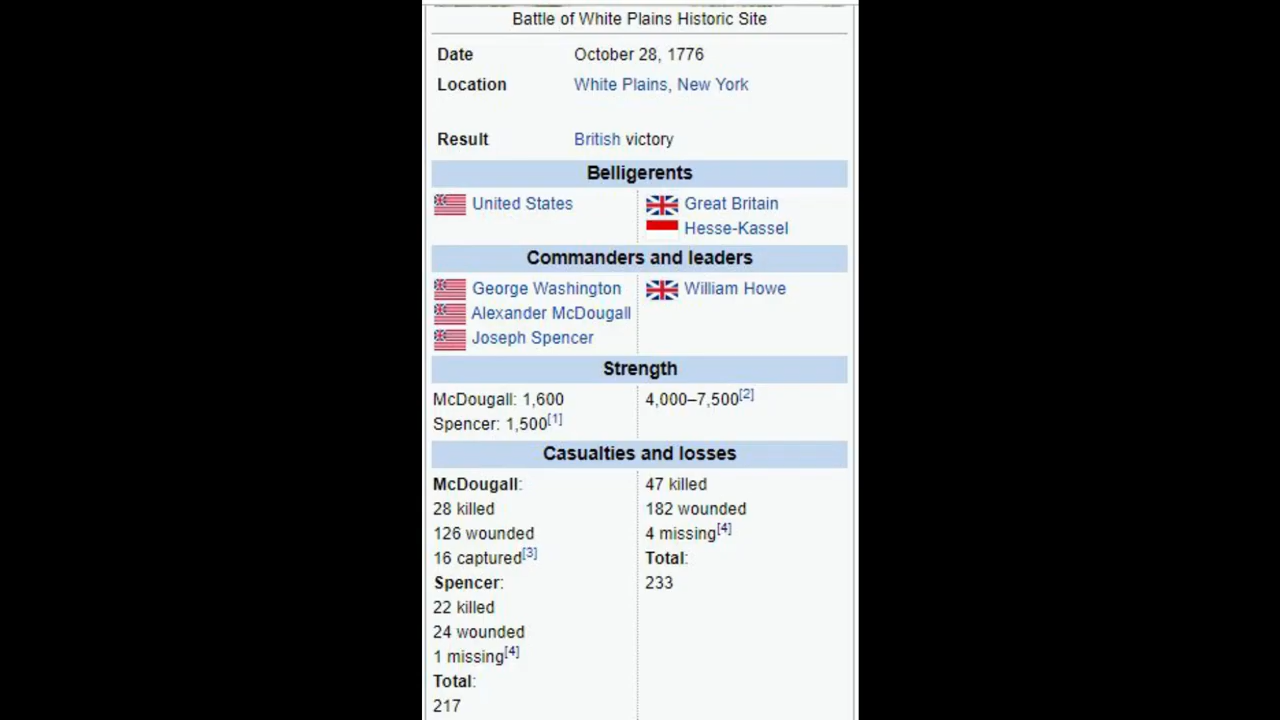 Battle of White Plains Historic Site
Date October 28, 1776
Location White Plains, New York
Result British victory
Belligerents
United States
Great Britain
Hesse-Kassel
Commanders and leaders
George Washington
Alexander McDougall
Joseph Spencer
William Howe
Strength
McDougall: 1,600
Spencer: 1,500[1]
4,000–7,500[2]
Casualties and losses
McDougall:
28 killed
126 wounded
16 captured[3]
Spencer:
22 killed
24 wounded
1 missing[4]
Total:
217
47 killed
182 wounded
4 missing[4]
Total:
233